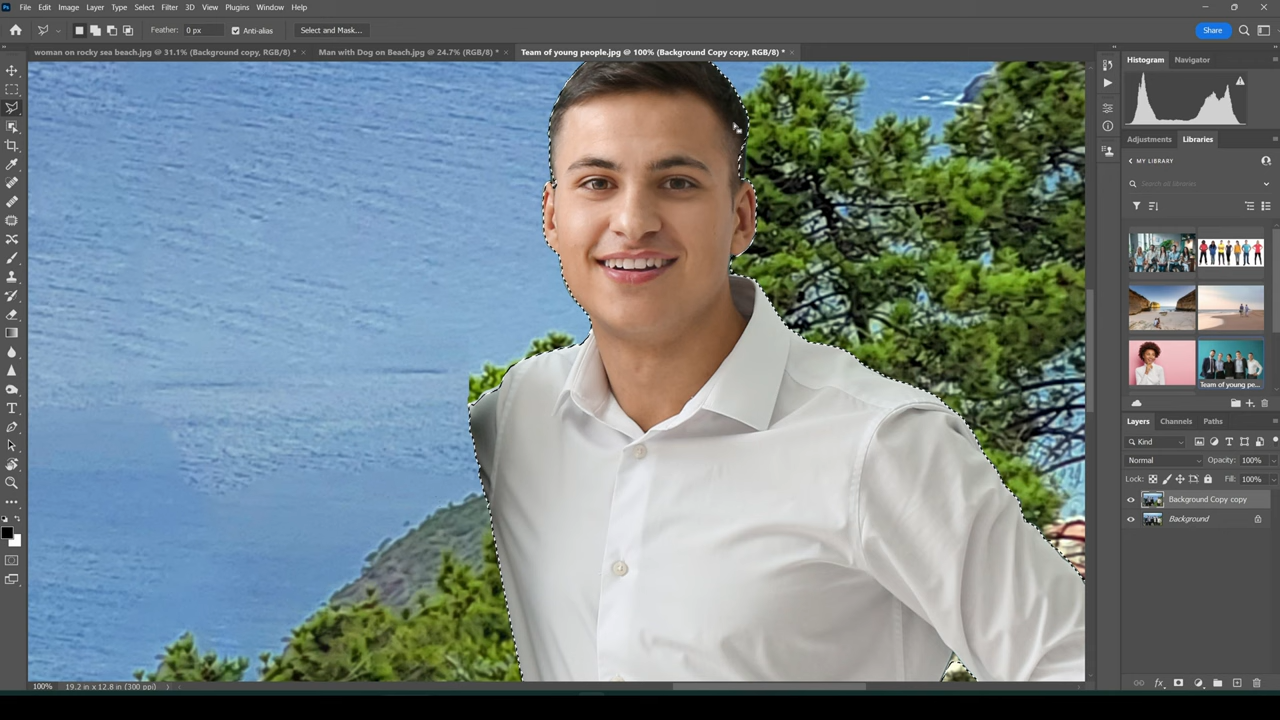 File Edit Image Layer Type Select Filter 3D View Plugins Window Help
Feather: 0 px Anti-alias Select and Mask... Share
woman on rocky sea beach.jpg @ 31.1% (Background copy, RGB/8) * × Man with Dog on Beach.jpg @ 24.7% (RGB/8) * × Team of young people.jpg @ 100% (Background Copy copy, RGB/8) * ×
Histogram Navigator
Adjustments Libraries
MY LIBRARY
Search all libraries
Team of young pe...
Layers Channels Paths
Kind
Normal Opacity: 100%
Lock: Fill: 100%
Background Copy copy
Background
100% 19.2 in x 12.8 in (300 ppi)